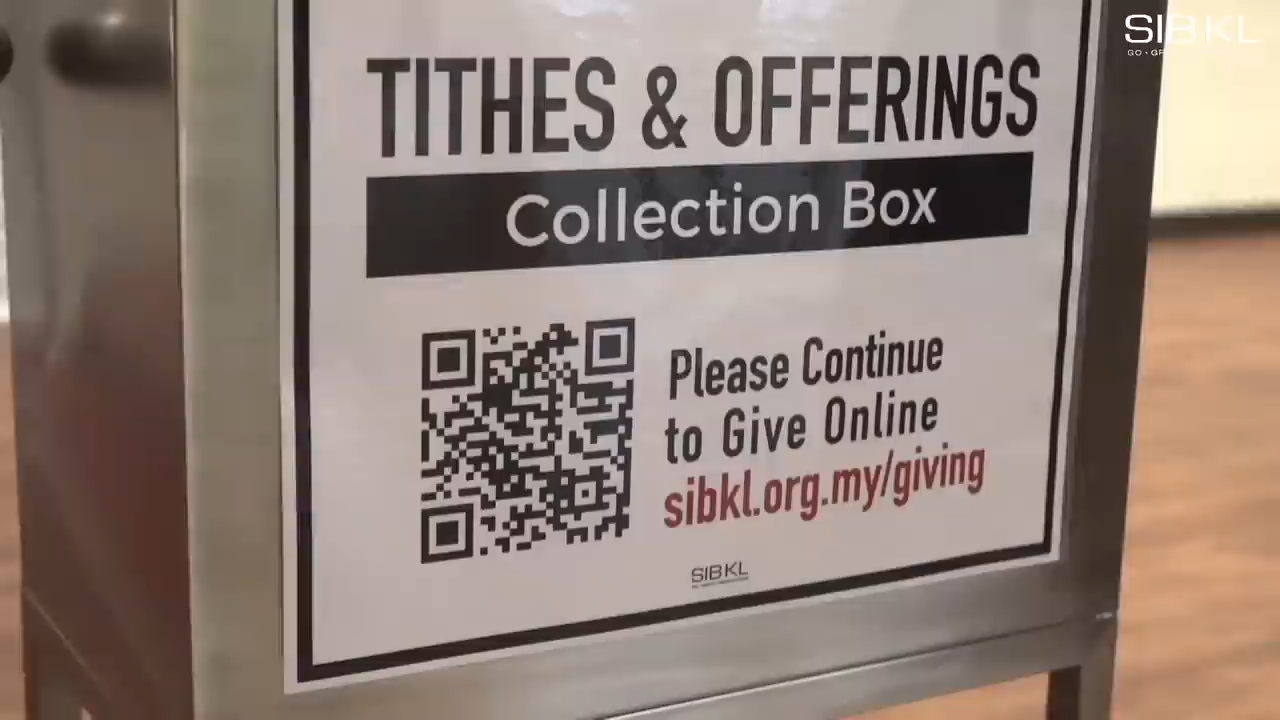 SIBKL
TITHES & OFFERINGS
Collection Box
Please Continue
to Give Online
sibkl.org.my/giving
SIBKL